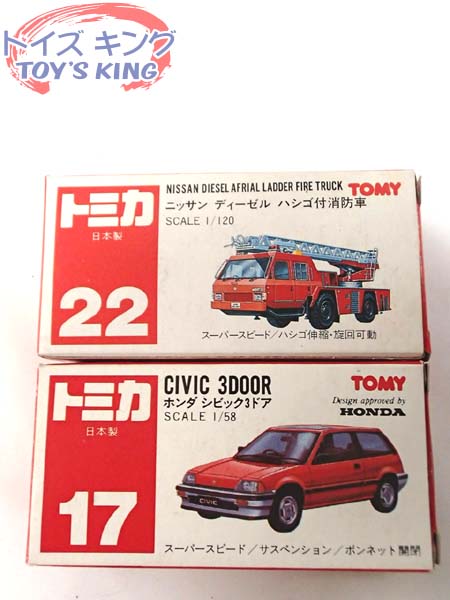 トイズ キング
TOY'S KING
トミカ
日本製
22
NISSAN DIESEL AFRIAL LADDER FIRE TRUCK TOMY
ニッサン ディーゼル ハシゴ付消防車
SCALE 1/120
スーパースピード/ハシゴ伸縮・旋回可動
トミカ
日本製
17
CIVIC 3DOOR
ホンダ シビック3ドア
SCALE 1/58
TOMY
Design approved by
HONDA
CIVIC
スーパースピード/サスペンション/ボンネット開閉